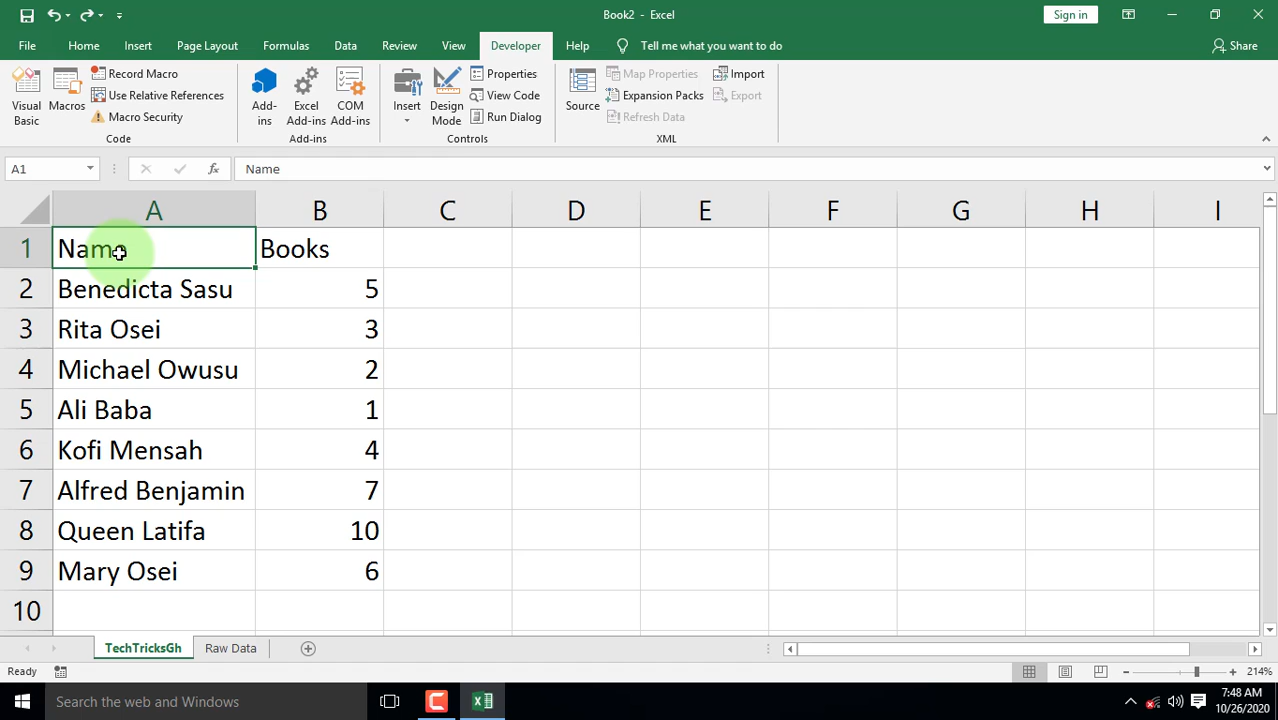 Book2 - Excel
Sign in
File Home Insert Page Layout Formulas Data Review View Developer Help Tell me what you want to do Share
Visual Basic
Macros
Record Macro
Use Relative References
Macro Security
Code
Add-ins
Excel Add-ins
COM Add-ins
Add-ins
Insert
Design Mode
Properties
View Code
Run Dialog
Controls
Source
Map Properties
Expansion Packs
Refresh Data
Import
Export
XML
A1 fx Name
A B C D E F G H I
1 Name Books
2 Benedicta Sasu 5
3 Rita Osei 3
4 Michael Owusu 2
5 Ali Baba 1
6 Kofi Mensah 4
7 Alfred Benjamin 7
8 Queen Latifa 10
9 Mary Osei 6
10
TechTricksGh Raw Data
Ready 214%
Search the web and Windows
7:48 AM
10/26/2020